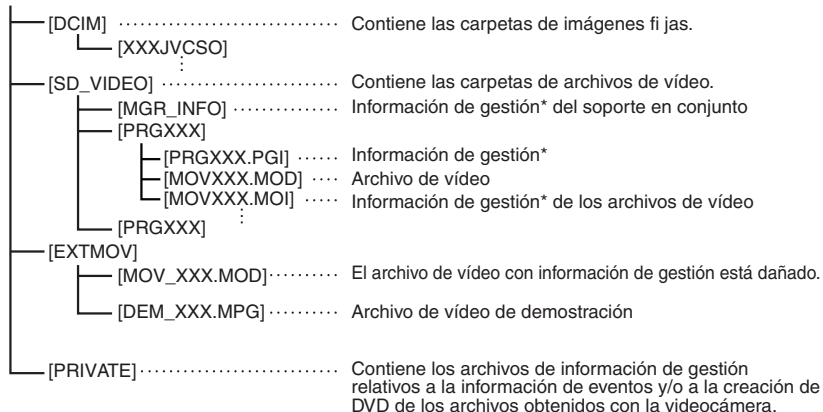 [DCIM] Contiene las carpetas de imágenes fi jas.
[XXXJVCSO]
[SD_VIDEO] Contiene las carpetas de archivos de vídeo.
[MGR_INFO] Información de gestión* del soporte en conjunto
[PRGXXX]
[PRGXXX.PGI] Información de gestión*
[MOVXXX.MOD] Archivo de vídeo
[MOVXXX.MOI] Información de gestión* de los archivos de vídeo
[PRGXXX]
[EXTMOV]
[MOV_XXX.MOD] El archivo de vídeo con información de gestión está dañado.
[DEM_XXX.MPG] Archivo de vídeo de demostración
[PRIVATE] Contiene los archivos de información de gestión
relativos a la información de eventos y/o a la creación de
DVD de los archivos obtenidos con la videocámera.